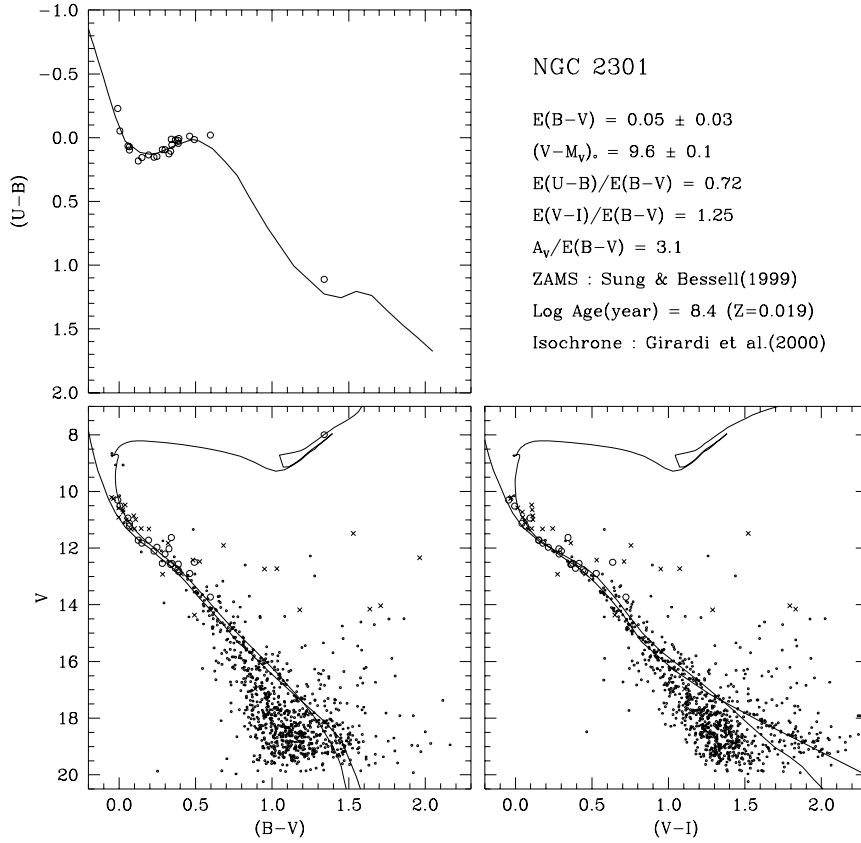 NGC 2301
E(B−V) = 0.05 ± 0.03
(V−Mᵥ)ₒ = 9.6 ± 0.1
E(U−B)/E(B−V) = 0.72
E(V−I)/E(B−V) = 1.25
Aᵥ/E(B−V) = 3.1
ZAMS : Sung & Bessell(1999)
Log Age(year) = 8.4 (Z=0.019)
Isochrone : Girardi et al.(2000)
−1.0
−0.5
0.0
0.5
1.0
1.5
2.0
(U−B)
8
10
12
14
16
18
20
V
0.0 0.5 1.0 1.5 2.0
(B−V)
0.0 0.5 1.0 1.5 2.0
(V−I)